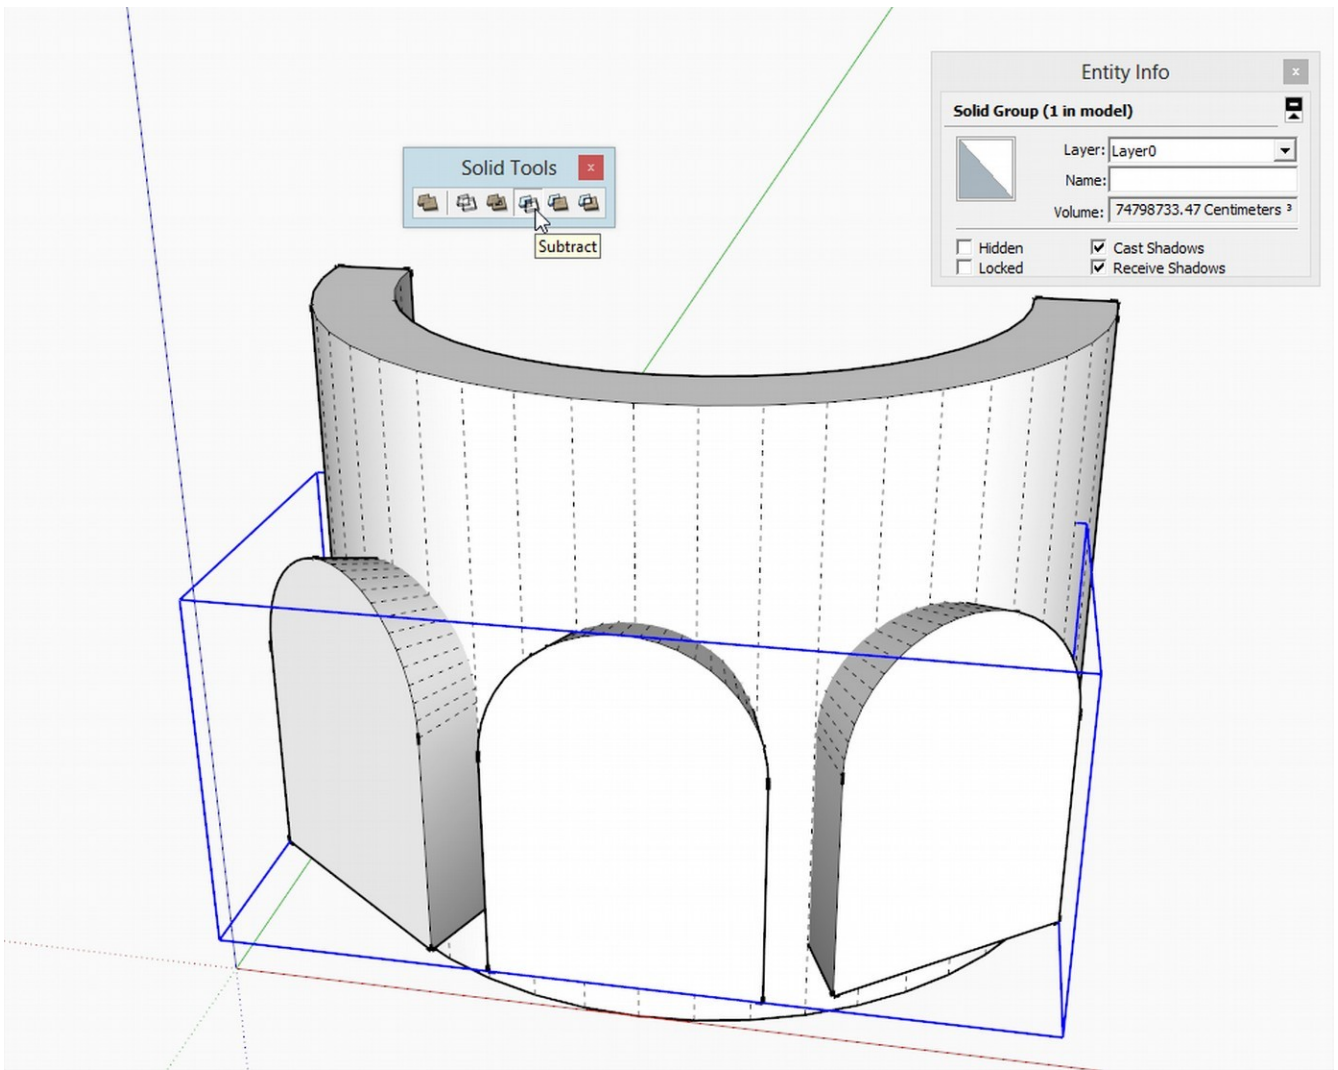 Entity Info
x
Solid Group (1 in model)
Layer: Layer0
Name:
Volume: 74798733.47 Centimeters ³
Hidden
Cast Shadows
Locked
Receive Shadows
Solid Tools
x
Subtract